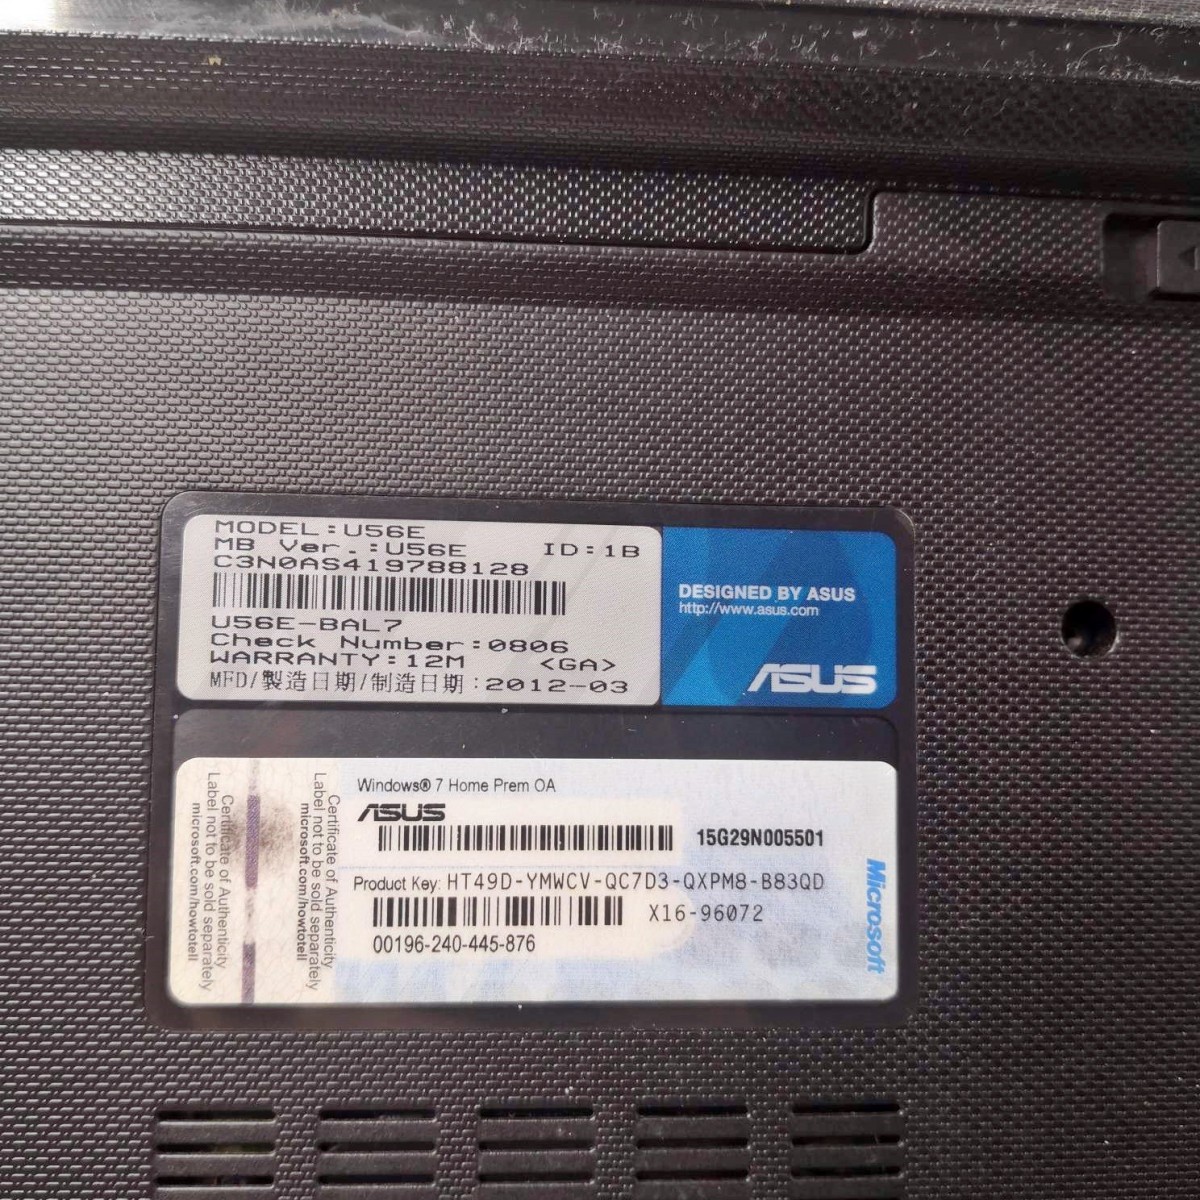 MODEL:U56E
MB Ver.:U56E ID:1B
C3N0AS419788128
U56E-BAL7
Check Number:0806
WARRANTY:12M <GA>
MFD/製造日期/制造日期:2012-03
DESIGNED BY ASUS
http://www.asus.com
ASUS
Certificate of Authenticity
Label not to be sold separately
microsoft.com/howtotell
Certificate of Authenticity
Label not to be sold separately
microsoft.com/howtotell
Windows® 7 Home Prem OA
ASUS
15G29N005501
Product Key: HT49D-YMWCV-QC7D3-QXPM8-B83QD
X16-96072
00196-240-445-876
Microsoft